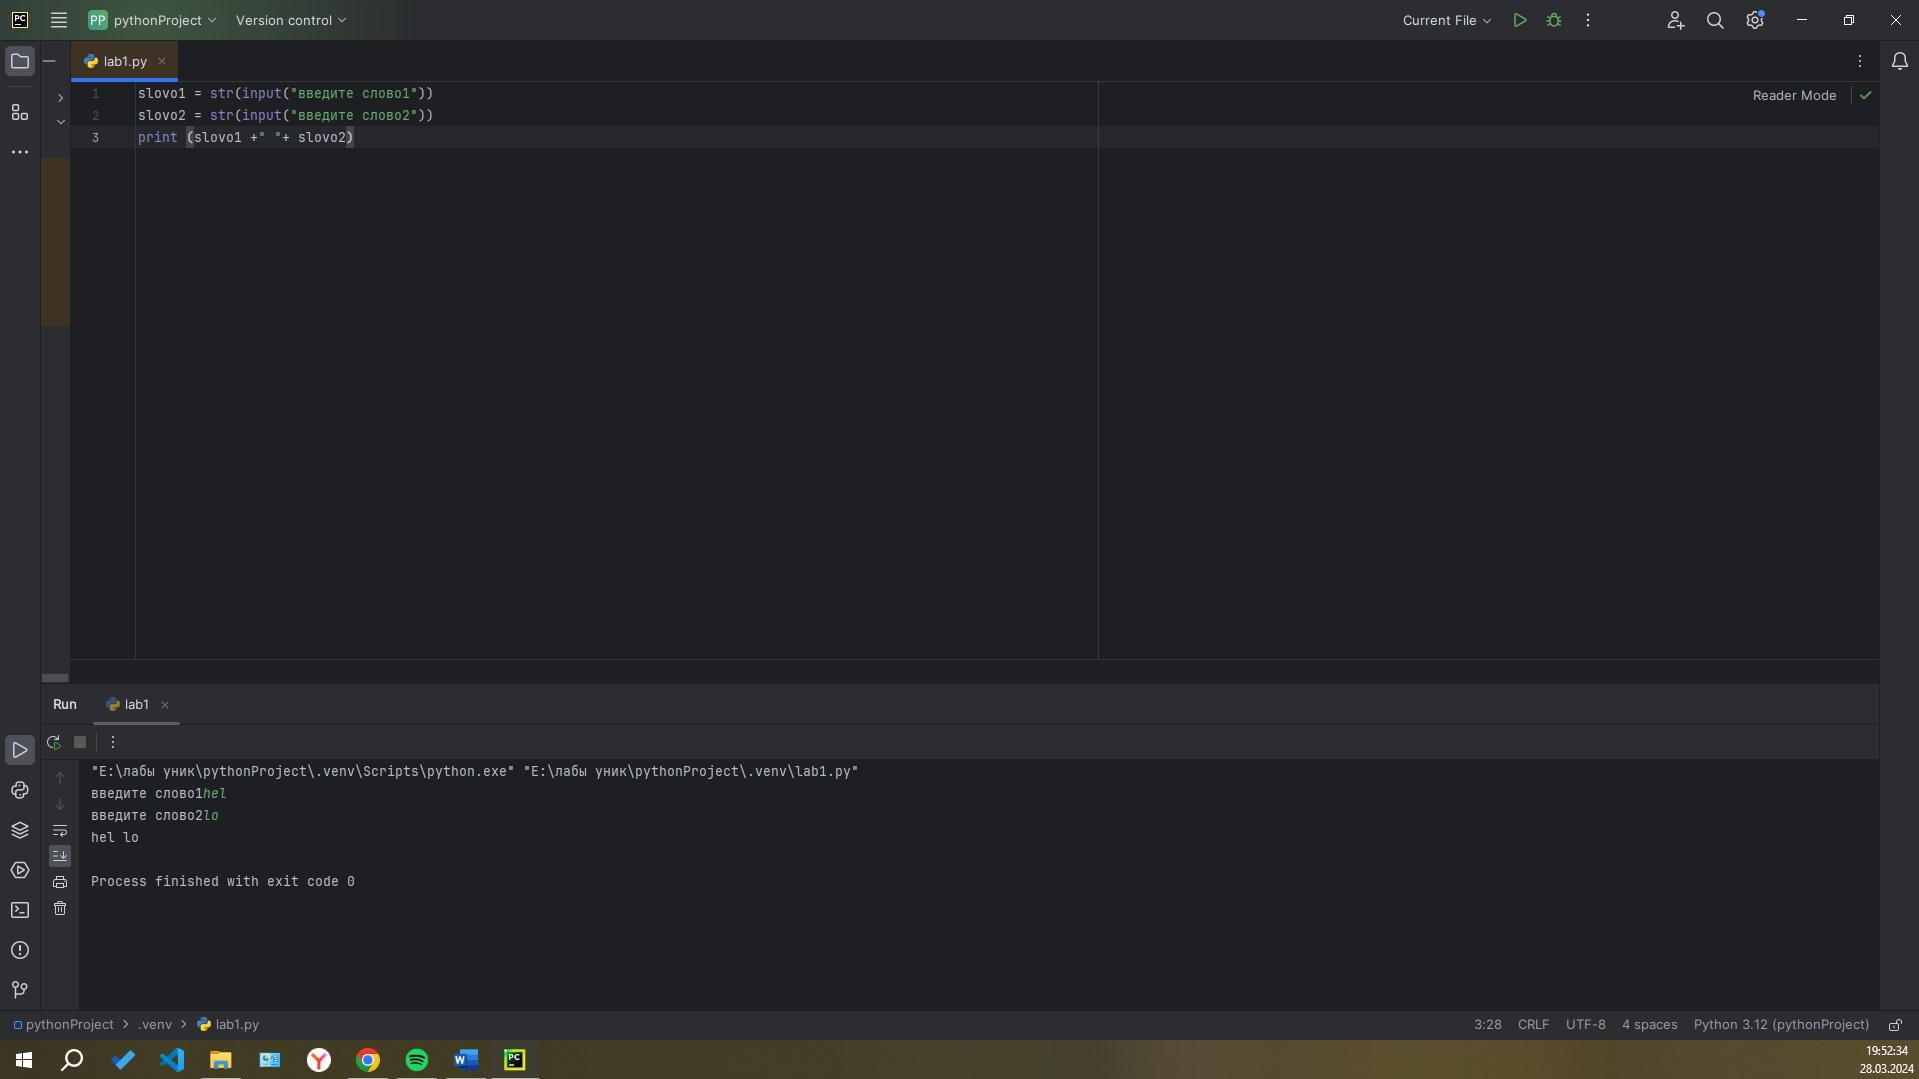 PC PP pythonProject Version control Current File
lab1.py
1 slovo1 = str(input("введите слово1"))
2 slovo2 = str(input("введите слово2"))
3 print (slovo1 +" "+ slovo2)
Reader Mode
Run lab1
"E:\лабы уник\pythonProject\.venv\Scripts\python.exe" "E:\лабы уник\pythonProject\.venv\lab1.py"
введите слово1hel
введите слово2lo
hel lo
Process finished with exit code 0
pythonProject .venv lab1.py 3:28 CRLF UTF-8 4 spaces Python 3.12 (pythonProject)
19:52:34
28.03.2024